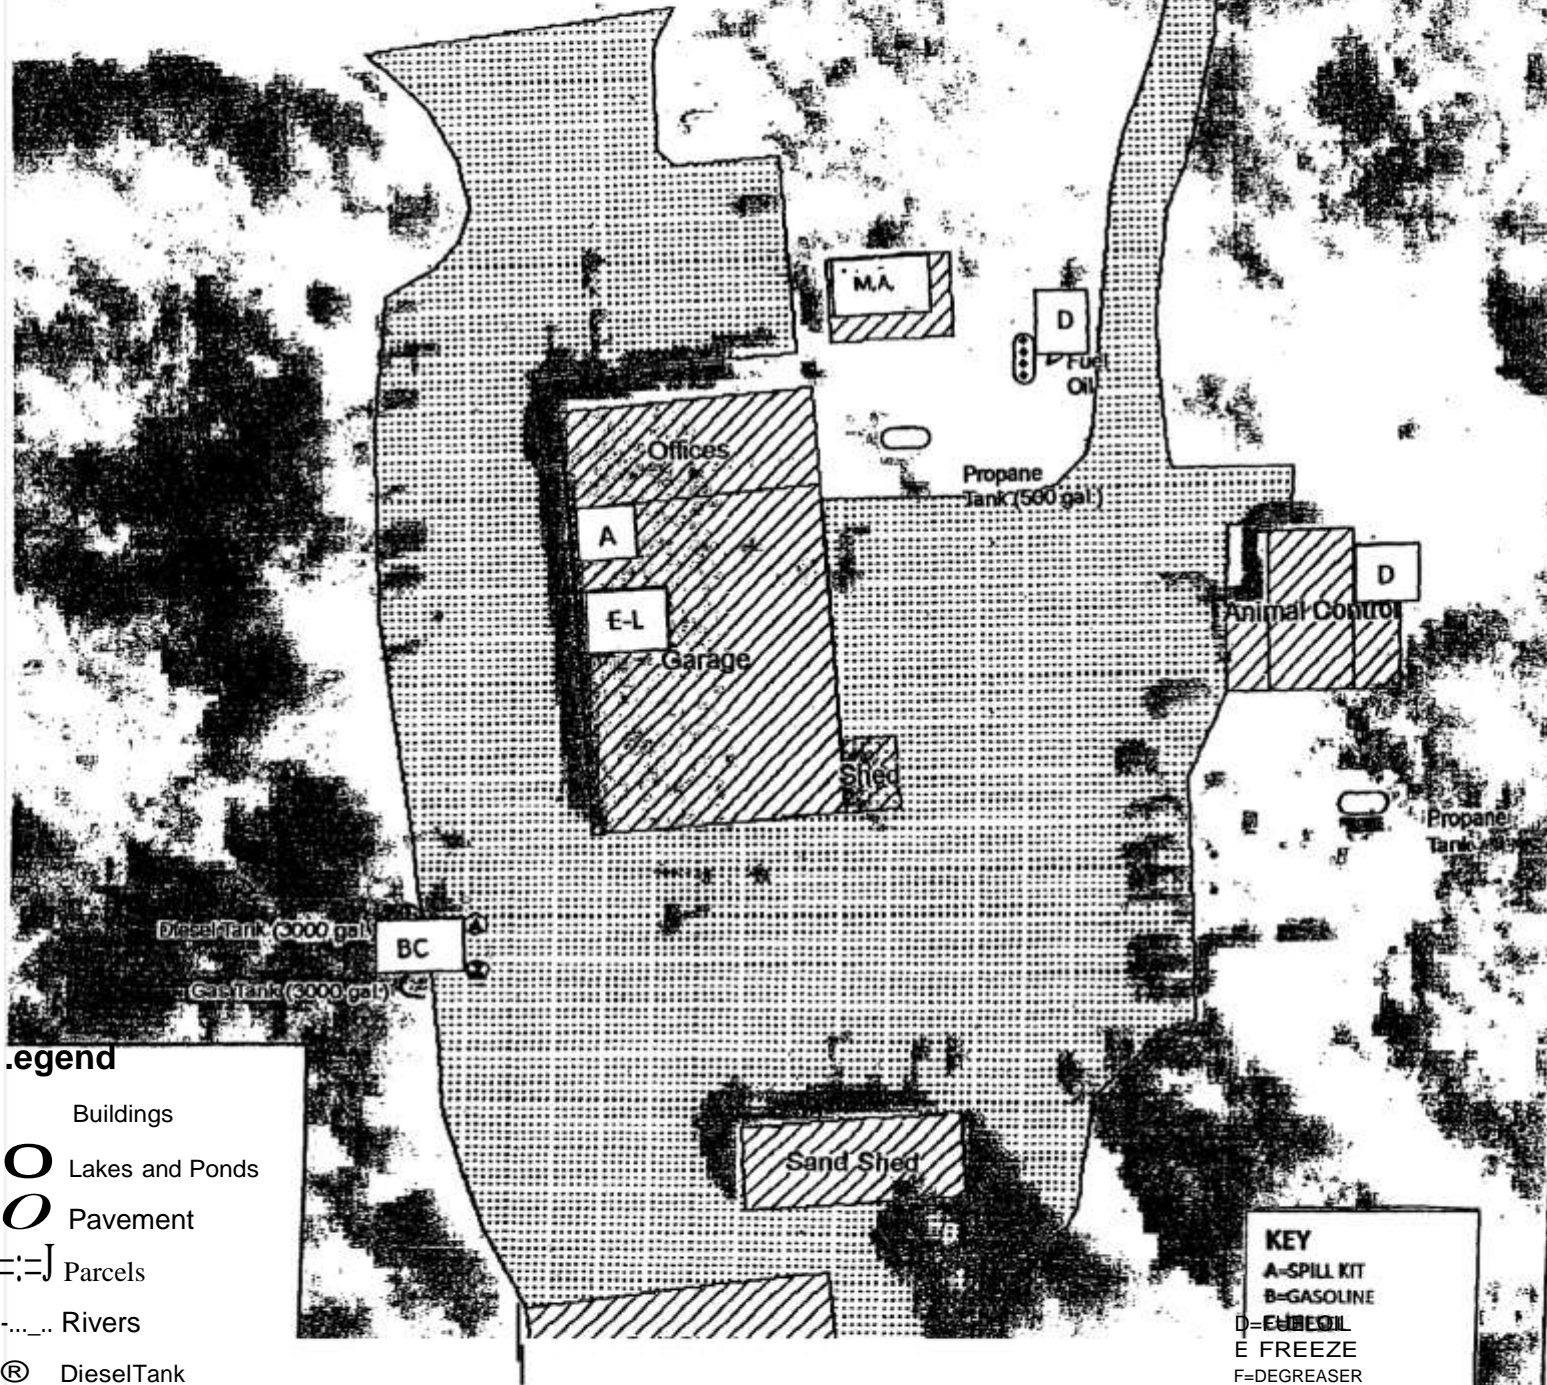 M.A.
D
Fuel
Oil
Offices
Propane
Tank (500 gal.)
A
D
E-L
Animal Control
Garage
Shed
Propane
Tank
Diesel Tank (3000 gal.)
BC
Gas Tank (3000 gal.)
.egend
Buildings
Lakes and Ponds
Pavement
Parcels
Rivers
DieselTank
Sand Shed
KEY
A=SPILL KIT
B=GASOLINE
E FREEZE
F=DEGREASER